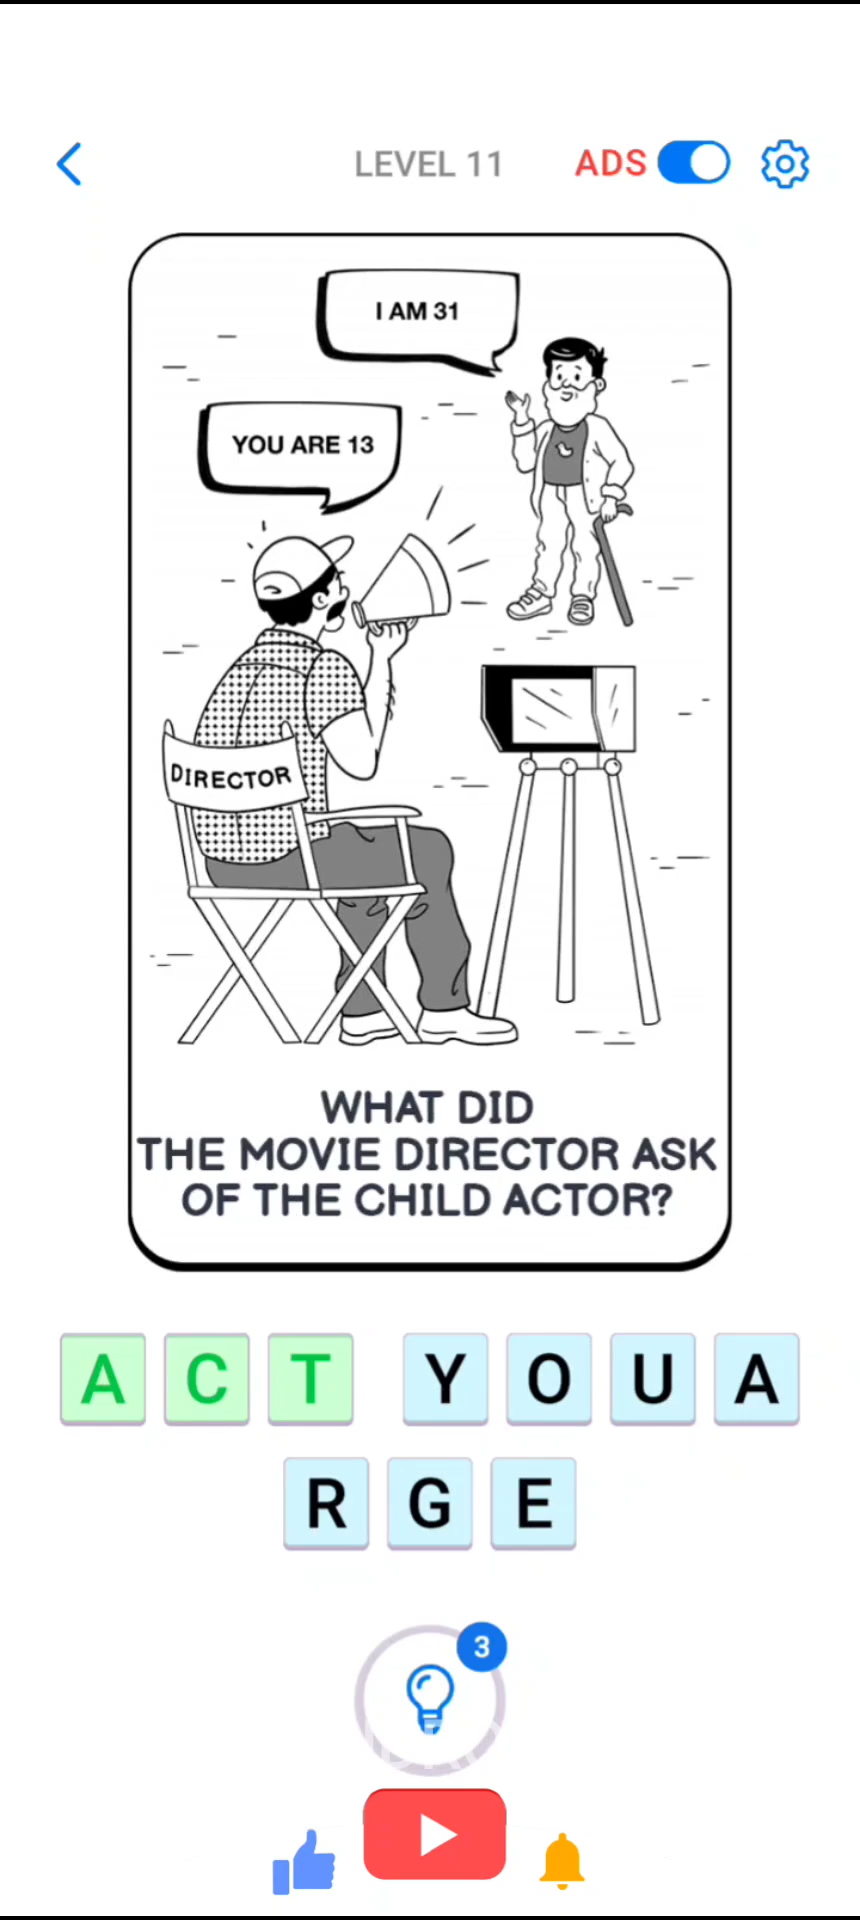 LEVEL 11 ADS
I AM 31
YOU ARE 13
DIRECTOR
WHAT DID
THE MOVIE DIRECTOR ASK
OF THE CHILD ACTOR?
A C T Y O U A
R G E
3